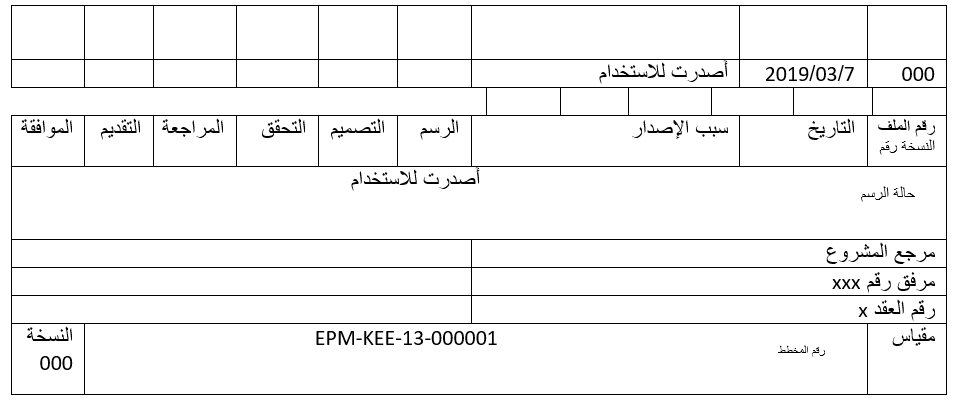 000 2019/03/7 أصدرت للاستخدام
رقم الملف التاريخ سبب الإصدار الرسم التصميم التحقق المراجعة التقديم الموافقة
النسخة رقم
أصدرت للاستخدام
حالة الرسم
مرجع المشروع
مرفق رقم xxx
رقم العقد x
مقياس EPM-KEE-13-000001 النسخة
رقم المخطط
000